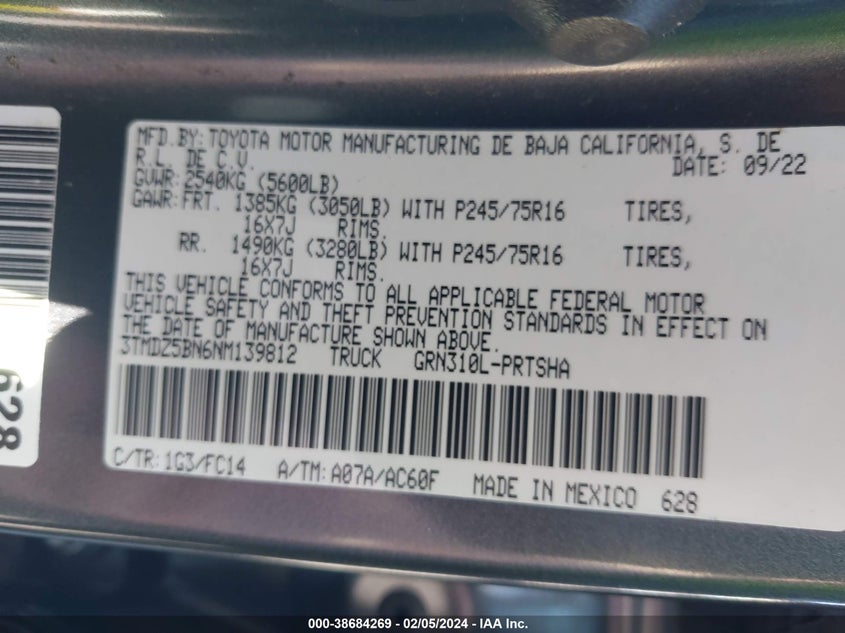 MFD.BY:TOYOTA MOTOR MANUFACTURING DE BAJA CALIFORNIA, S. DE
R.L. DE C.V.
DATE: 09/22
GVWR:2540KG (5600LB)
GAWR:FRT. 1385KG (3050LB) WITH P245/75R16 TIRES,
16X7J RIMS.
RR. 1490KG (3280LB) WITH P245/75R16 TIRES,
16X7J RIMS.
THIS VEHICLE CONFORMS TO ALL APPLICABLE FEDERAL MOTOR
VEHICLE SAFETY AND THEFT PREVENTION STANDARDS IN EFFECT ON
THE DATE OF MANUFACTURE SHOWN ABOVE.
3TMDZ5BN6NM139812 TRUCK GRN310L-PRTSHA
C/TR:1G3/FC14 A/TM:A07A/AC60F MADE IN MEXICO 628
628
000-38684269 - 02/05/2024 - IAA Inc.